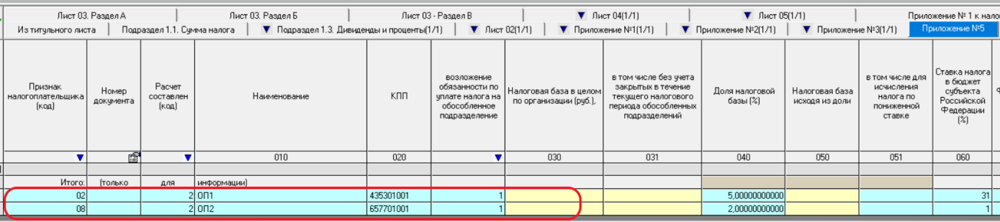 Лист 03. Раздел А Лист 03. Раздел Б Лист 03 - Раздел В Лист 04(1/1) Лист 05(1/1) Приложение № 1 к нало
Из титульного листа Подраздел 1.1. Сумма налога Подраздел 1.3. Дивиденды и проценты(1/1) Лист 02(1/1) Приложение №1(1/1) Приложение №2(1/1) Приложение №3(1/1) Приложение №5
Признак
налогоплательщика
(код)
Номер
документа
Расчет
составлен
(код)
Наименование
КПП
возложение
обязанности по
уплате налога на
обособленное
подразделение
Налоговая база в целом
по организации (руб.),
в том числе без учета
закрытых в течение
текущего налогового
периода обособленных
подразделений
Доля налоговой
базы (%)
Налоговая база
исходя из доли
в том числе для
исчисления
налога по
пониженной
ставке
Ставка налога
в бюджет
субъекта
Российской
Федерации
(%)
010 020 030 031 040 050 051 060
Итого: (только для информации)
02 2 ОП1 435301001 1 5,00000000000 31
08 2 ОП2 657701001 1 2,00000000000 1